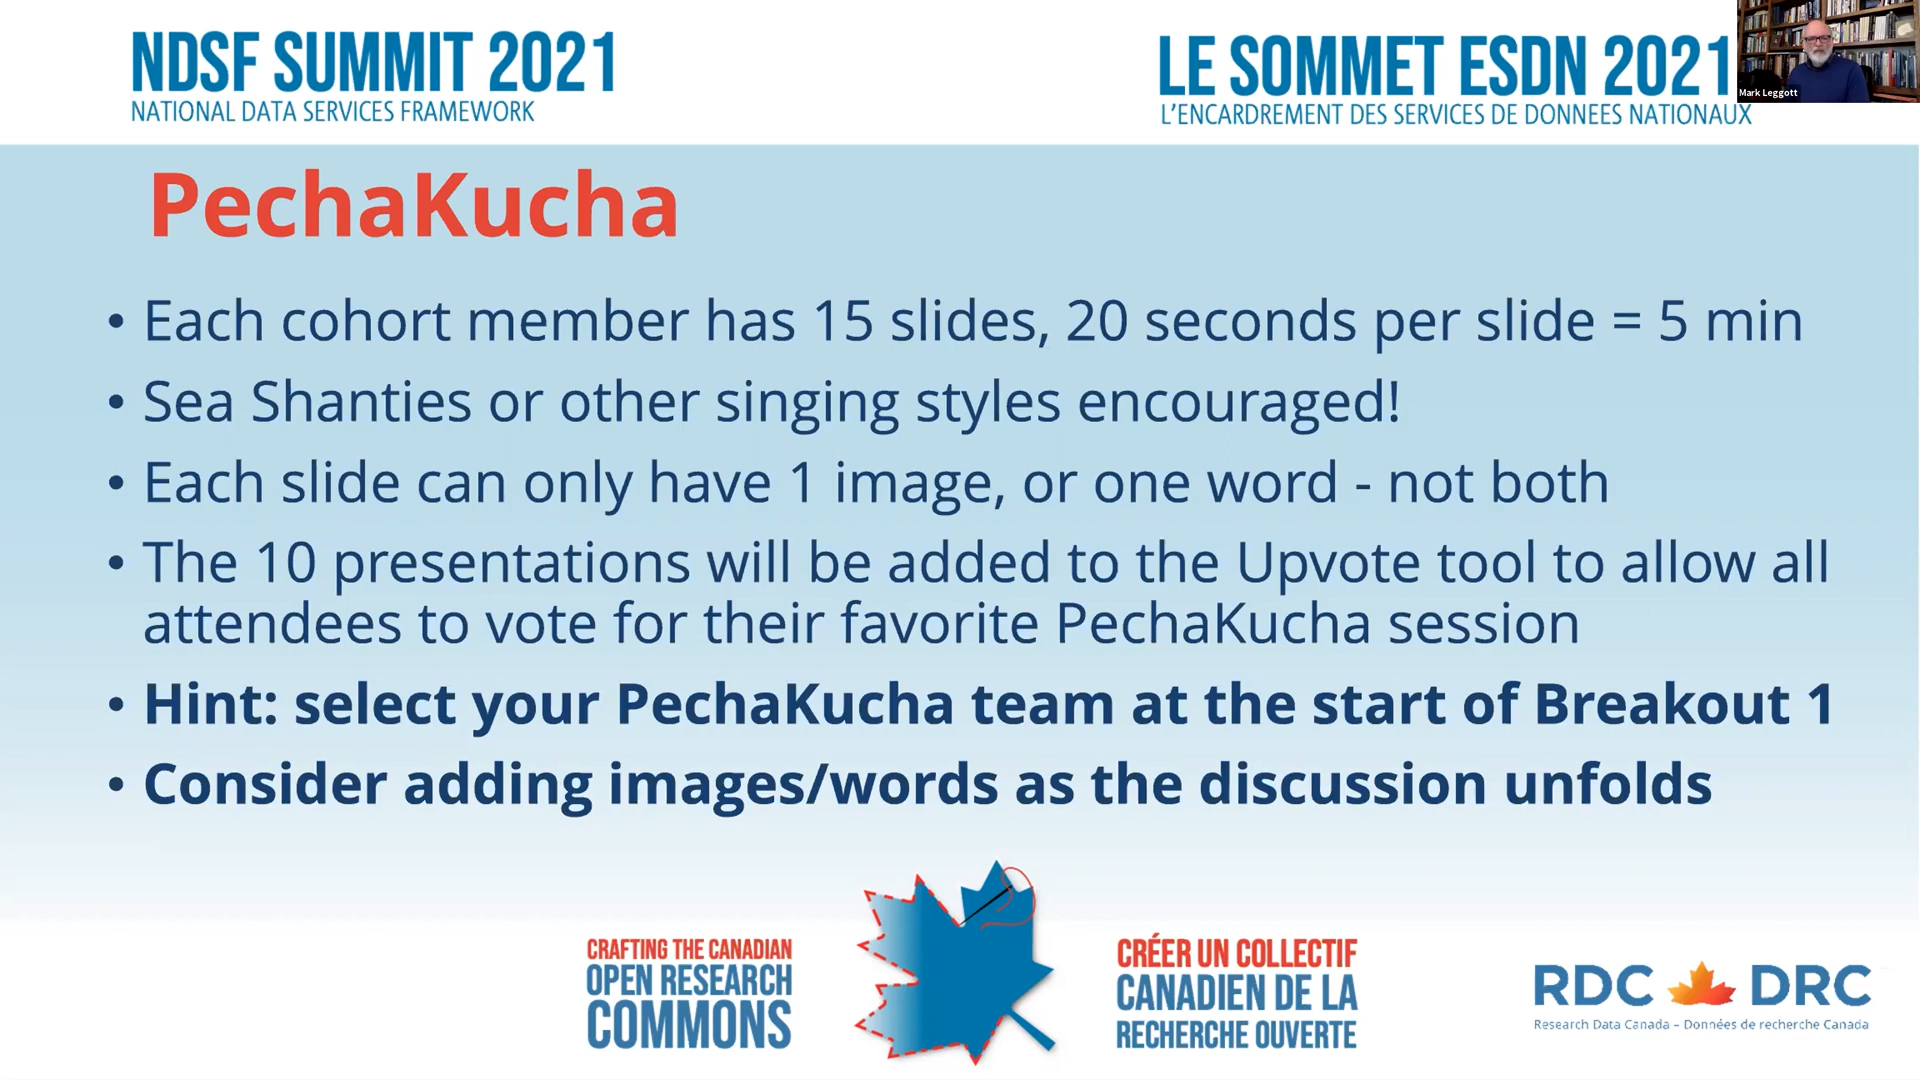 NDSF SUMMIT 2021
NATIONAL DATA SERVICES FRAMEWORK
LE SOMMET ESDN 2021
L'ENCARDREMENT DES SERVICES DE DONNEES NATIONAUX
Mark Leggott
PechaKucha
• Each cohort member has 15 slides, 20 seconds per slide = 5 min
• Sea Shanties or other singing styles encouraged!
• Each slide can only have 1 image, or one word - not both
• The 10 presentations will be added to the Upvote tool to allow all
attendees to vote for their favorite PechaKucha session
• Hint: select your PechaKucha team at the start of Breakout 1
• Consider adding images/words as the discussion unfolds
CRAFTING THE CANADIAN
OPEN RESEARCH
COMMONS
CRÉER UN COLLECTIF
CANADIEN DE LA
RECHERCHE OUVERTE
RDC DRC
Research Data Canada – Données de recherche Canada